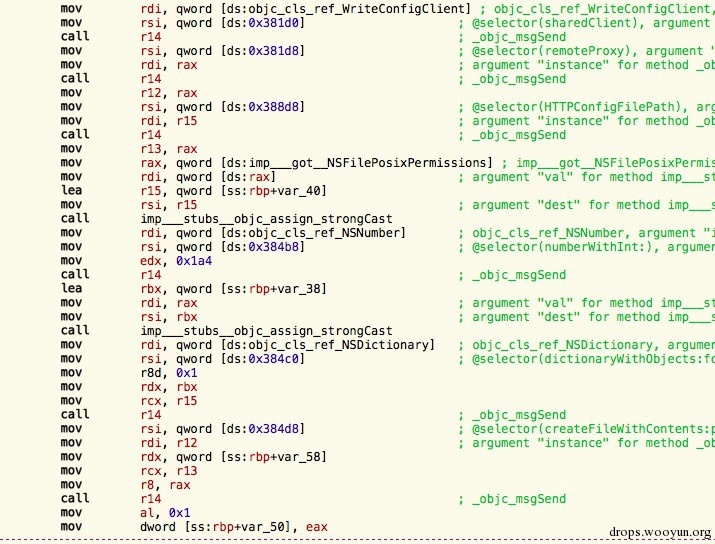 mov rdi, qword [ds:objc_cls_ref_WriteConfigClient] ; objc_cls_ref_WriteConfigClient,
mov rsi, qword [ds:0x381d0] ; @selector(sharedClient), argument
call r14 ; _objc_msgSend
mov rsi, qword [ds:0x381d8] ; @selector(remoteProxy), argument "
mov rdi, rax ; argument "instance" for method _ob
call r14 ; _objc_msgSend
mov r12, rax
mov rsi, qword [ds:0x388d8] ; @selector(HTTPConfigFilePath), arg
mov rdi, r15 ; argument "instance" for method _ob
call r14 ; _objc_msgSend
mov r13, rax
mov rax, qword [ds:imp___got__NSFilePosixPermissions] ; imp___got__NSFilePosixPermis
mov rdi, qword [ds:rax] ; argument "val" for method imp___st
lea r15, qword [ss:rbp+var_40]
mov rsi, r15 ; argument "dest" for method imp___s
call imp___stubs__objc_assign_strongCast
mov rdi, qword [ds:objc_cls_ref_NSNumber] ; objc_cls_ref_NSNumber, argument "i
mov rsi, qword [ds:0x384b8] ; @selector(numberWithInt:), argumen
mov edx, 0x1a4
call r14 ; _objc_msgSend
lea rbx, qword [ss:rbp+var_38]
mov rdi, rax ; argument "val" for method imp___st
mov rsi, rbx ; argument "dest" for method imp___s
call imp___stubs__objc_assign_strongCast
mov rdi, qword [ds:objc_cls_ref_NSDictionary] ; objc_cls_ref_NSDictionary, argumen
mov rsi, qword [ds:0x384c0] ; @selector(dictionaryWithObjects:fo
mov r8d, 0x1
mov rdx, rbx
mov rcx, r15
call r14 ; _objc_msgSend
mov rsi, qword [ds:0x384d8] ; @selector(createFileWithContents:p
mov rdi, r12 ; argument "instance" for method _ob
mov rdx, qword [ss:rbp+var_58]
mov rcx, r13
mov r8, rax
call r14 ; _objc_msgSend
mov al, 0x1
mov dword [ss:rbp+var_50], eax
drops.wooyun.org